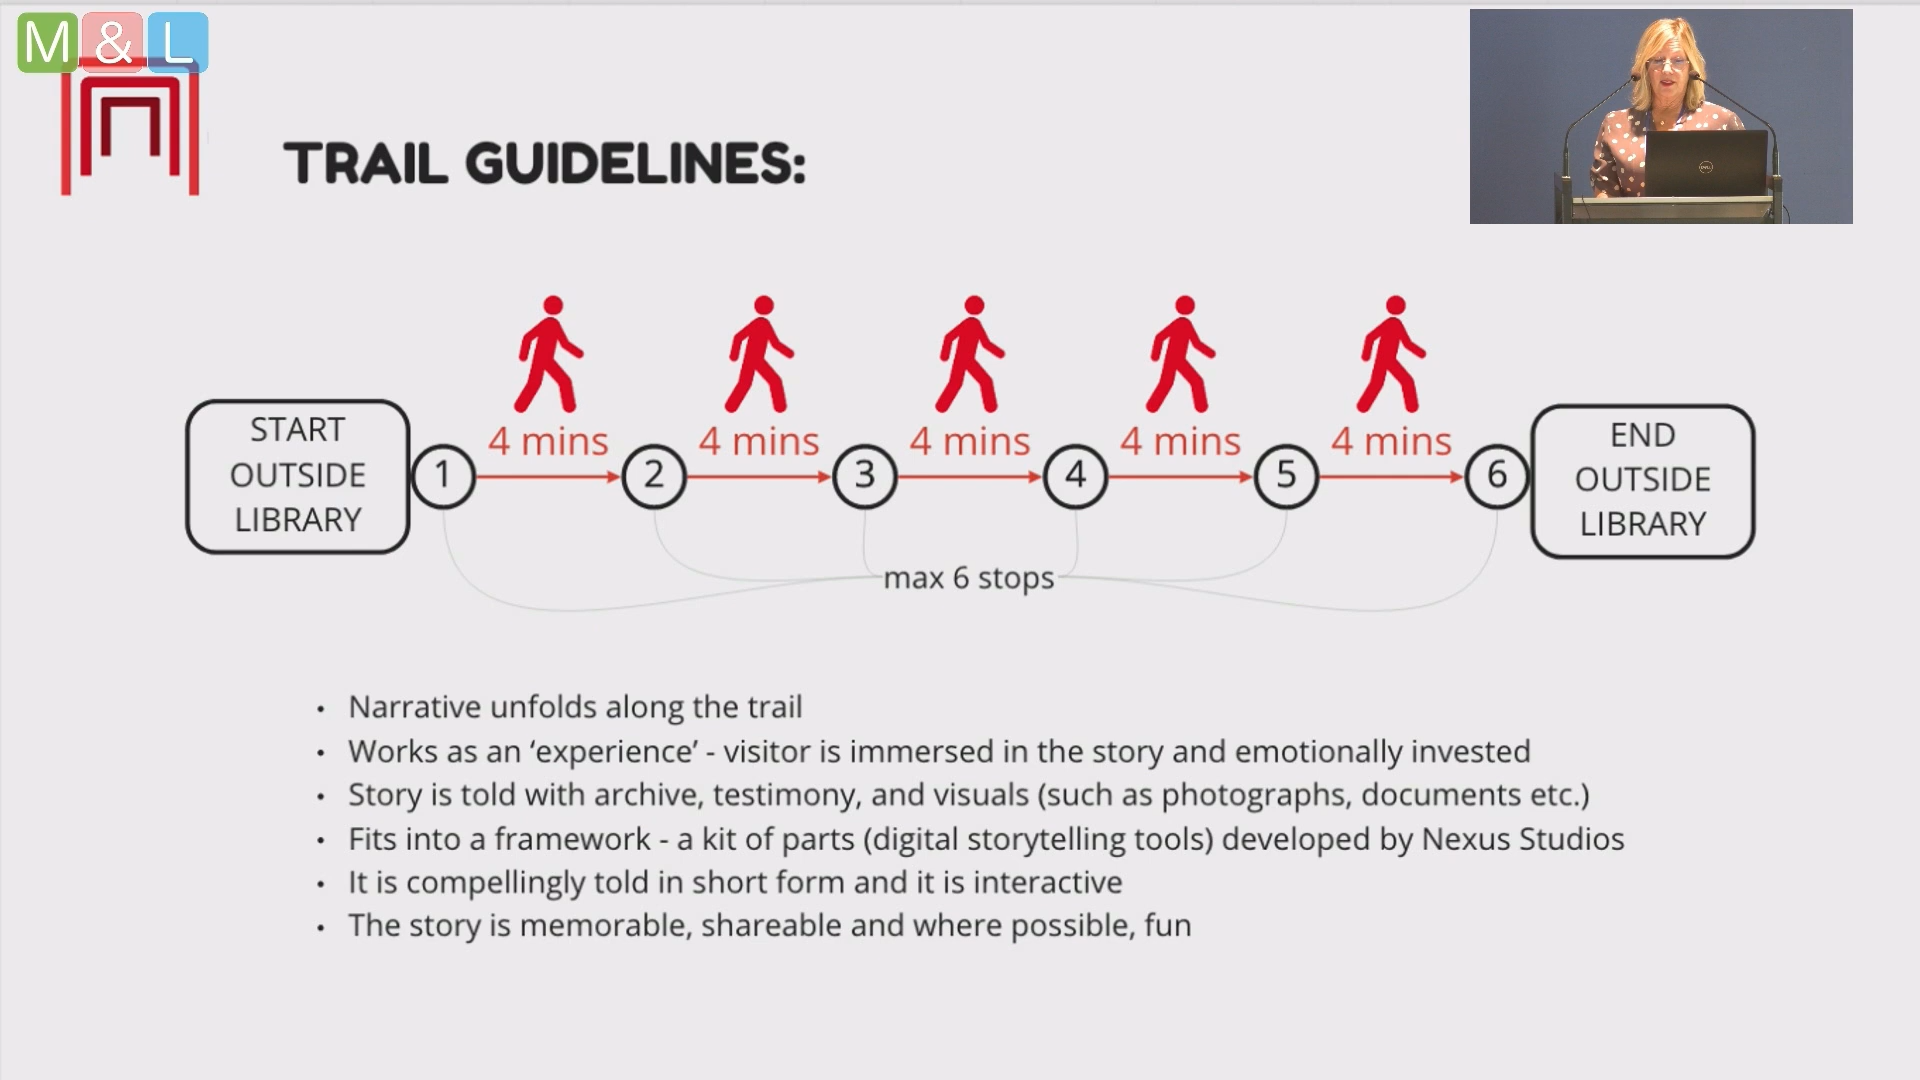 M & L
TRAIL GUIDELINES:
4 mins 4 mins 4 mins 4 mins 4 mins
START
OUTSIDE
LIBRARY
1 2 3 4 5 6
END
OUTSIDE
LIBRARY
max 6 stops
• Narrative unfolds along the trail
• Works as an ‘experience’ - visitor is immersed in the story and emotionally invested
• Story is told with archive, testimony, and visuals (such as photographs, documents etc.)
• Fits into a framework - a kit of parts (digital storytelling tools) developed by Nexus Studios
• It is compellingly told in short form and it is interactive
• The story is memorable, shareable and where possible, fun